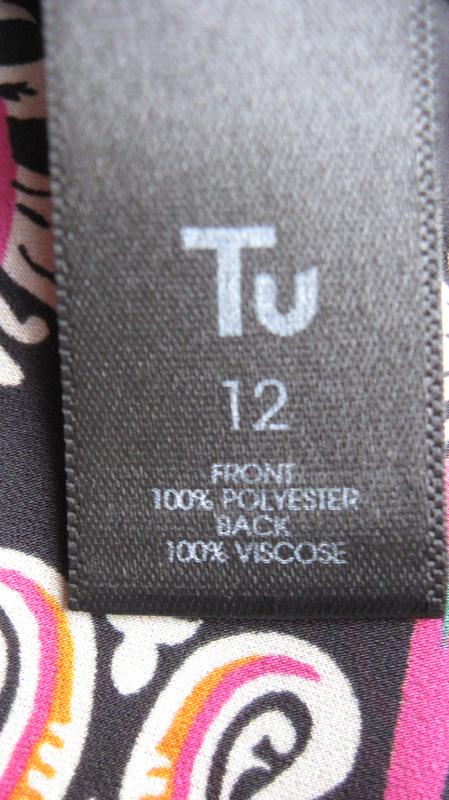 Tu
12
FRONT
100% POLYESTER
BACK
100% VISCOSE